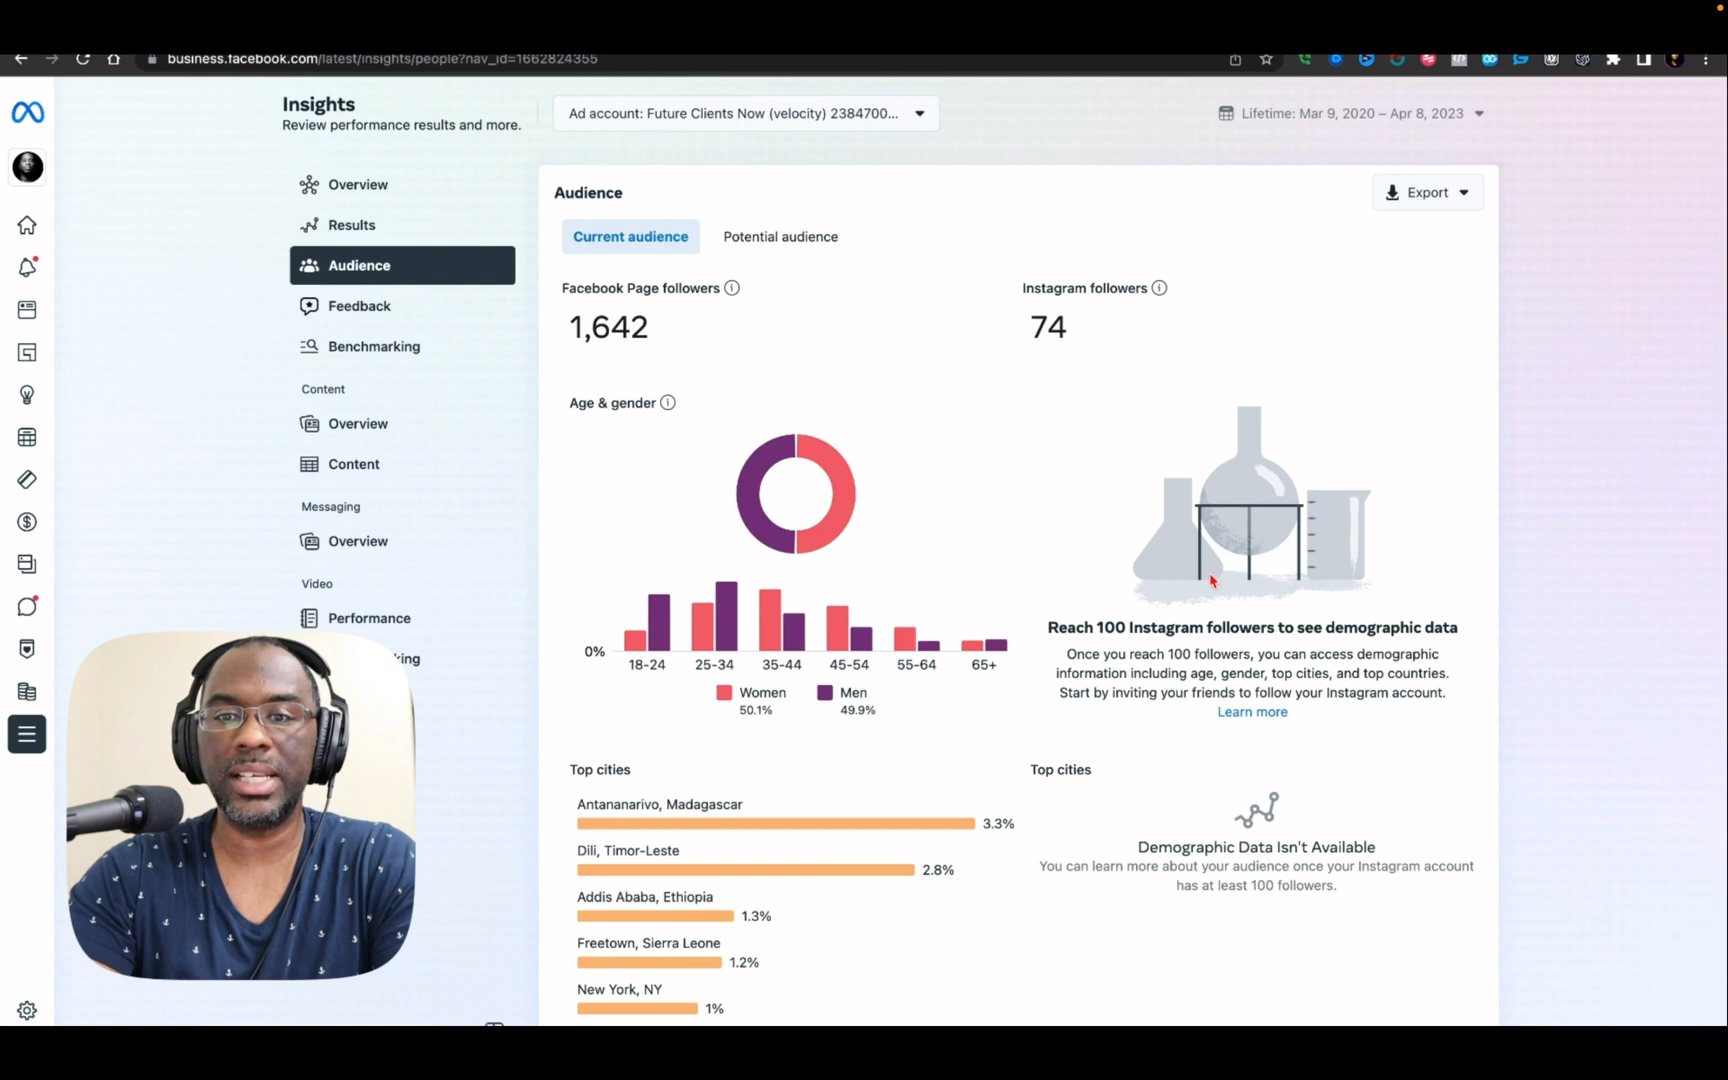 business.facebook.com/latest/insights/people?nav_id=1662824355
Insights
Review performance results and more.
Ad account: Future Clients Now (velocity) 2384700...
Lifetime: Mar 9, 2020 – Apr 8, 2023
Overview
Results
Audience
Feedback
Benchmarking
Content
Overview
Content
Messaging
Overview
Video
Performance
king
Audience
Export
Current audience
Potential audience
Facebook Page followers
1,642
Instagram followers
74
Age & gender
0%
18-24 25-34 35-44 45-54 55-64 65+
Women Men
50.1% 49.9%
Reach 100 Instagram followers to see demographic data
Once you reach 100 followers, you can access demographic
information including age, gender, top cities, and top countries.
Start by inviting your friends to follow your Instagram account.
Learn more
Top cities
Antananarivo, Madagascar
3.3%
Dili, Timor-Leste
2.8%
Addis Ababa, Ethiopia
1.3%
Freetown, Sierra Leone
1.2%
New York, NY
1%
Top cities
Demographic Data Isn't Available
You can learn more about your audience once your Instagram account
has at least 100 followers.